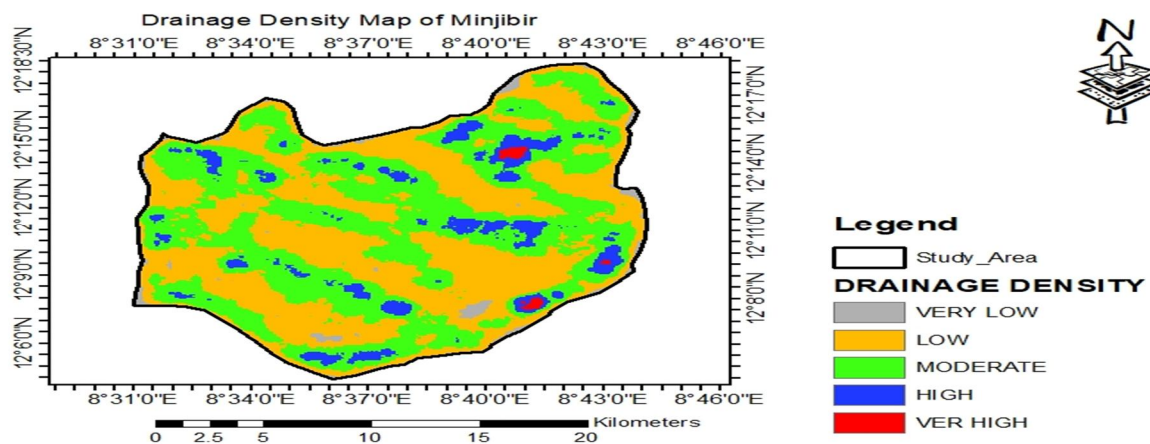 Drainage Density Map of Minjibir
8°31'0"E 8°34'0"E 8°37'0"E 8°40'0"E 8°43'0"E 8°46'0"E
12°18'30"N
12°15'0"N
12°12'0"N
12°9'0"N
12°6'0"N
12°17'0"N
12°14'0"N
12°11'0"N
12°8'0"N
8°31'0"E 8°34'0"E 8°37'0"E 8°40'0"E 8°43'0"E 8°46'0"E
Kilometers
0 2.5 5 10 15 20
N
Legend
Study_Area
DRAINAGE DENSITY
VERY LOW
LOW
MODERATE
HIGH
VER HIGH